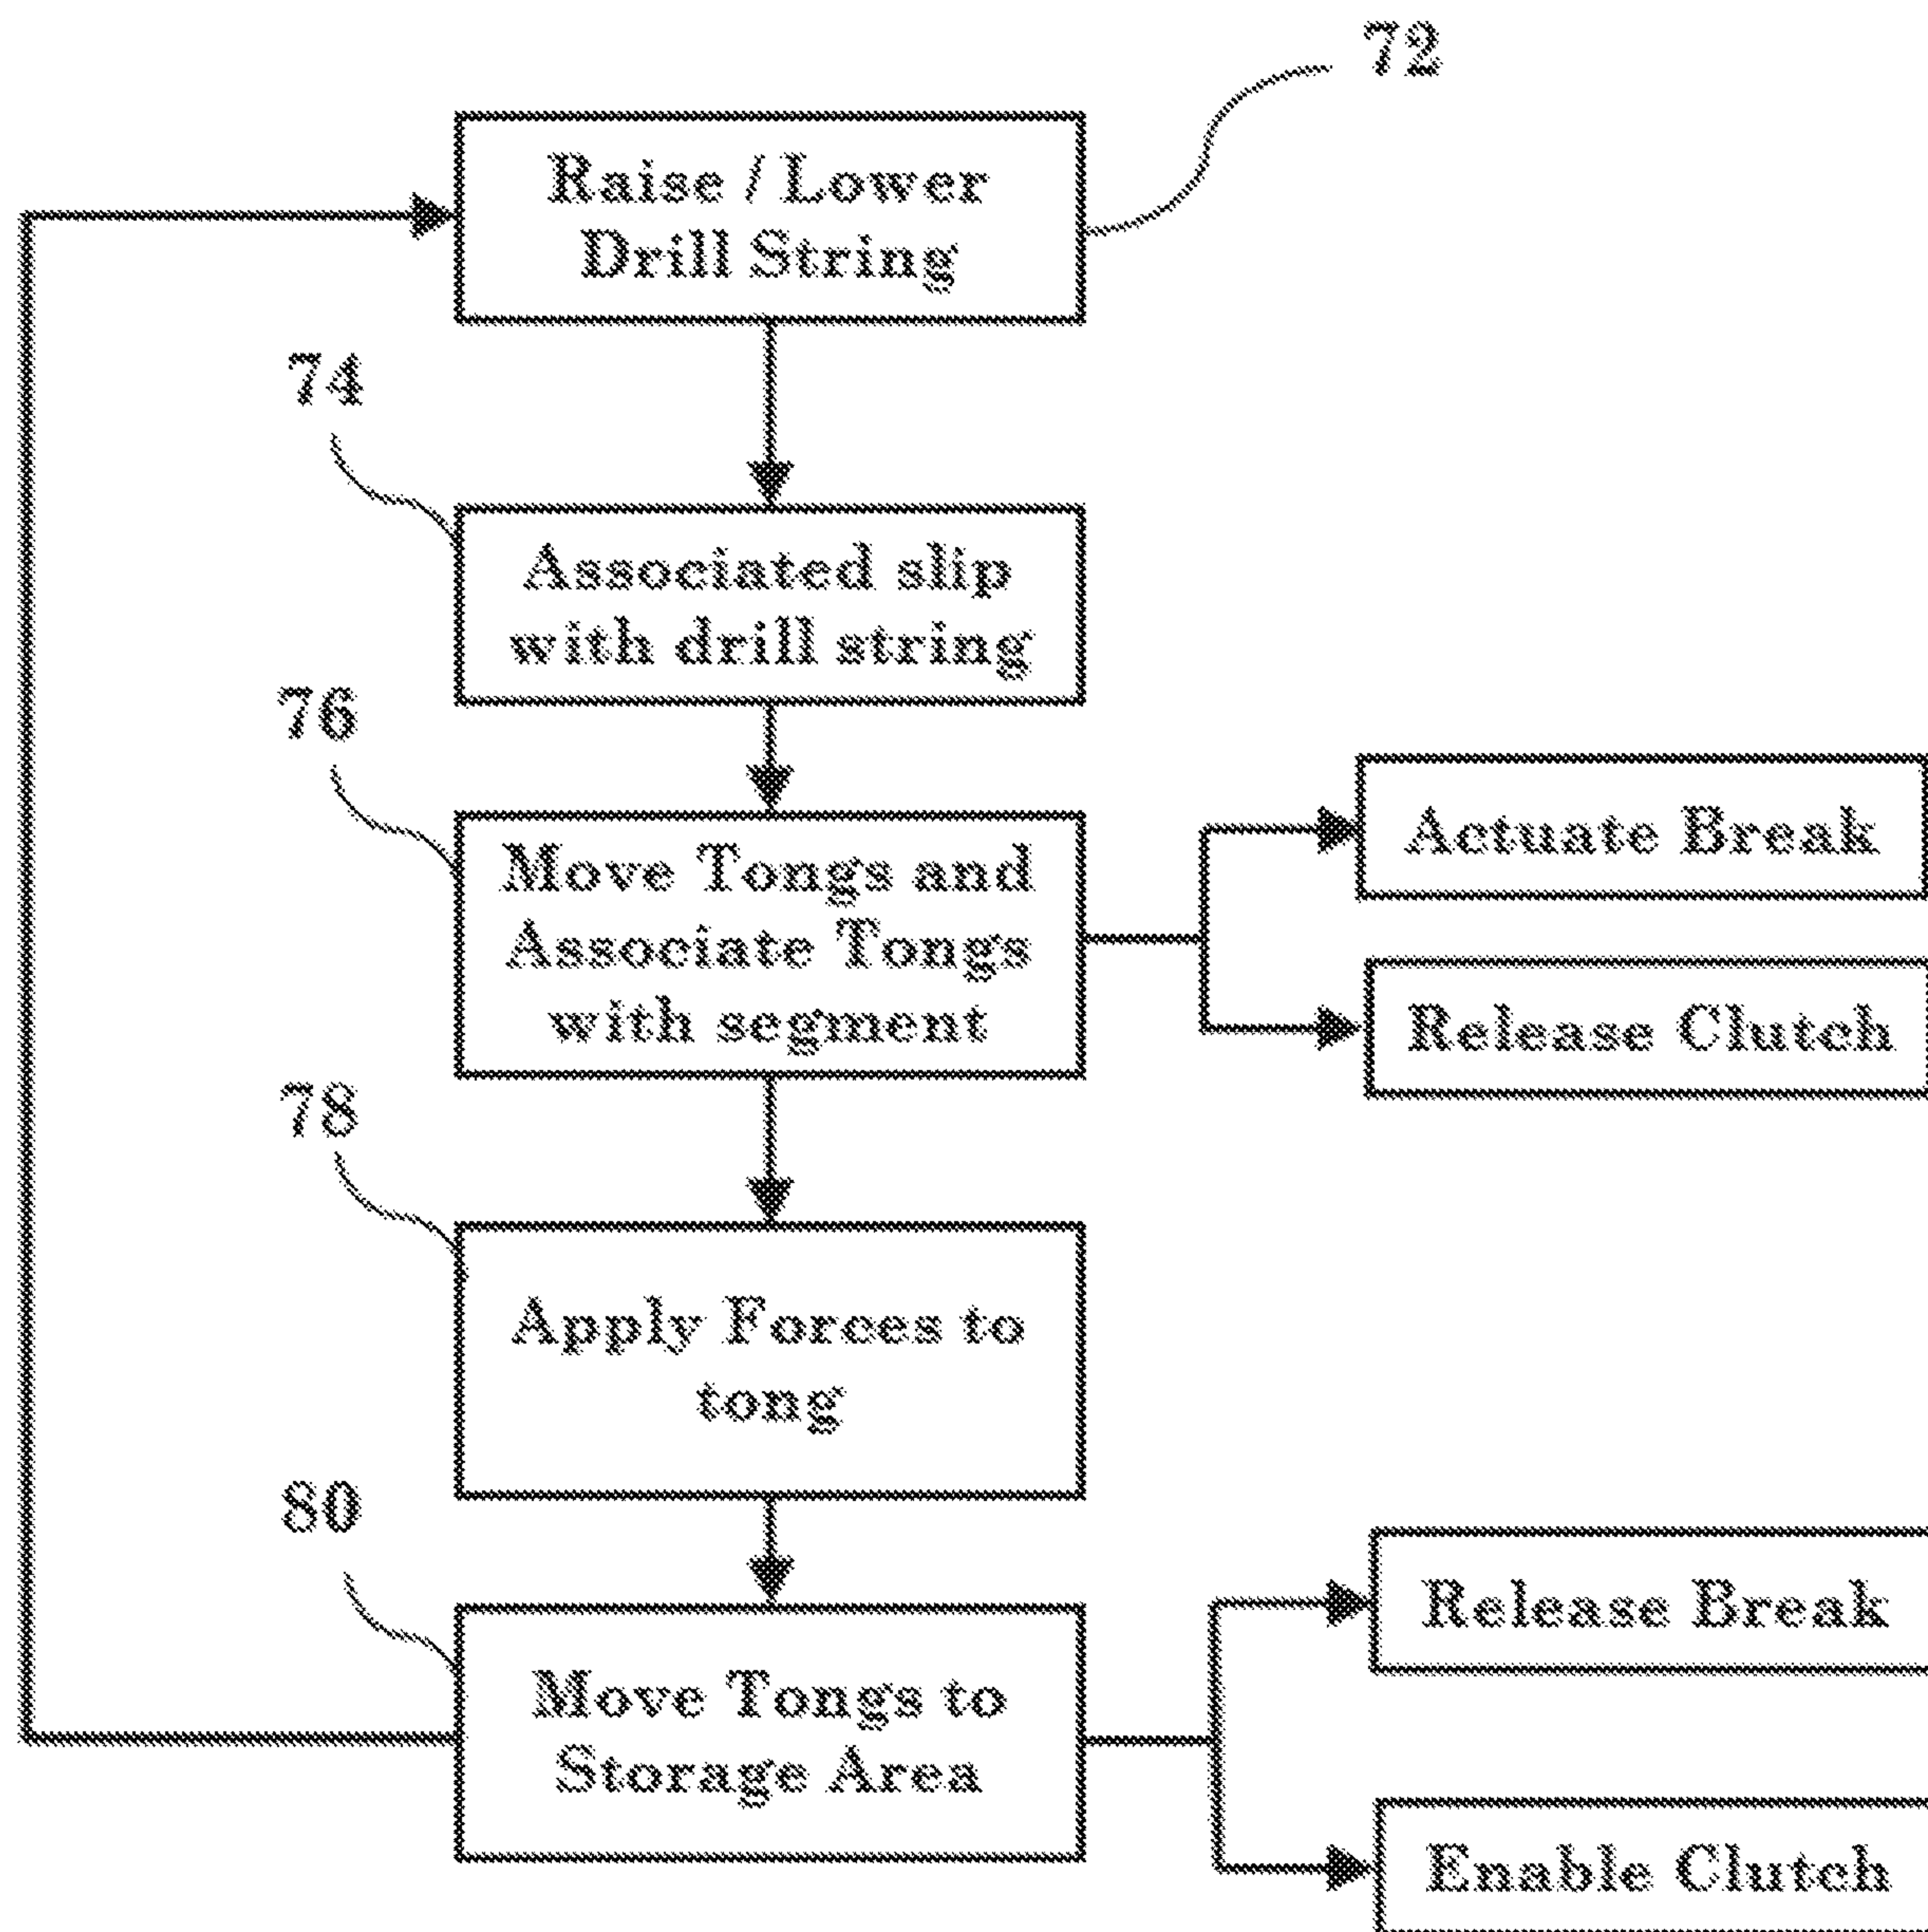 72
Raise / Lower
Drill String
74
Associated slip
with drill string
76
Move Tongs and
Associate Tongs
with segment
Actuate Break
Release Clutch
78
Apply Forces to
tong
80
Move Tongs to
Storage Area
Release Break
Enable Clutch